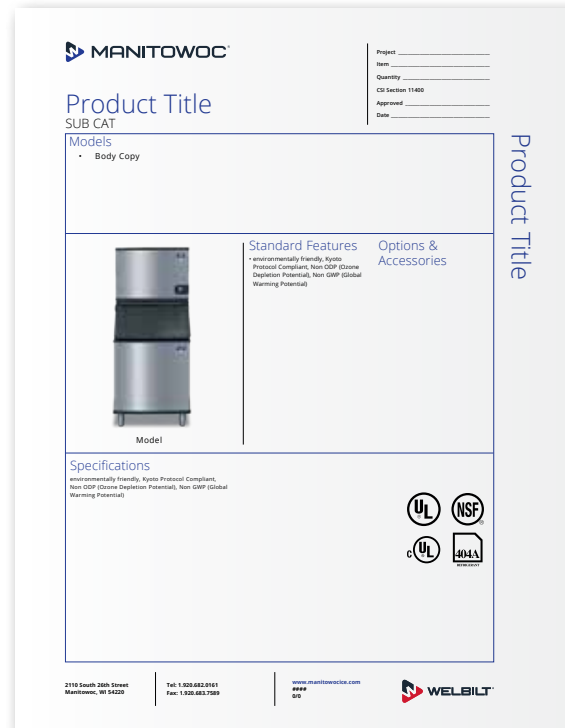 MANITOWOC
Project
Item
Quantity
CSI Section 11400
Approved
Date
Product Title
SUB CAT
Product Title
Models
• Body Copy
Model
Standard Features
• environmentally friendly, Kyoto
Protocol Compliant, Non ODP (Ozone
Depletion Potential), Non GWP (Global
Warming Potential)
Options &
Accessories
Specifications
environmentally friendly, Kyoto Protocol Compliant,
Non ODP (Ozone Depletion Potential), Non GWP (Global
Warming Potential)
UL
NSF
C UL
404A
REFRIGERANT
2110 South 26th Street
Manitowoc, WI 54220
Tel: 1.920.682.0161
Fax: 1.920.683.7589
www.manitowocice.com
####
0/0
WELBILT